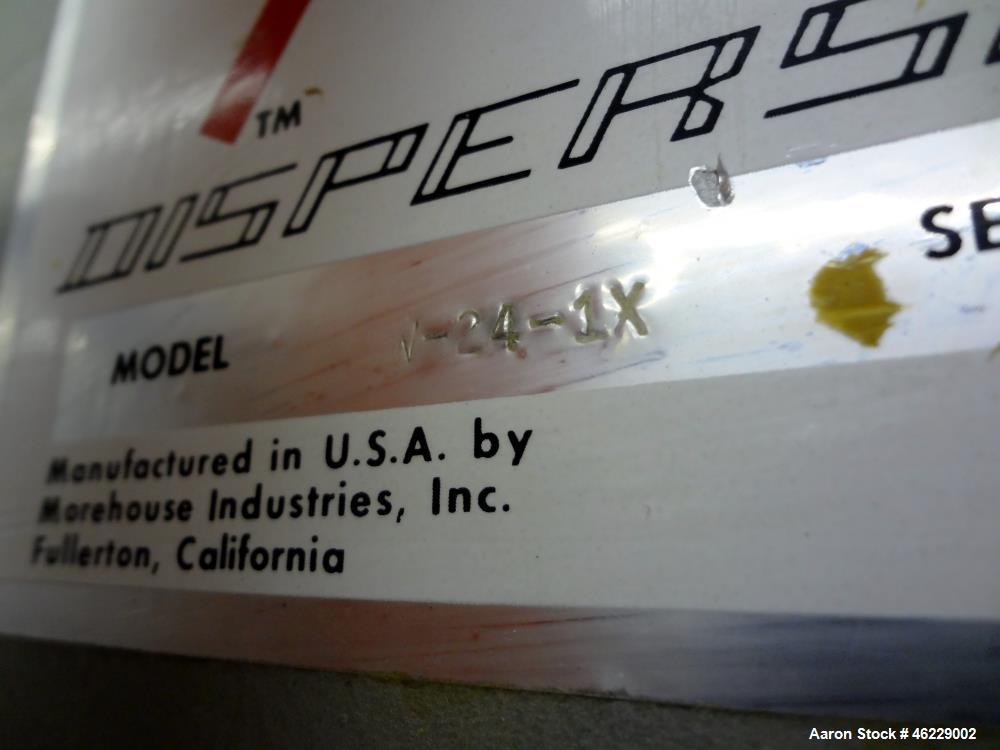 TM
DISPERS
MODEL V-24-1X SE
Manufactured in U.S.A. by
Morehouse Industries, Inc.
Fullerton, California
Aaron Stock # 46229002